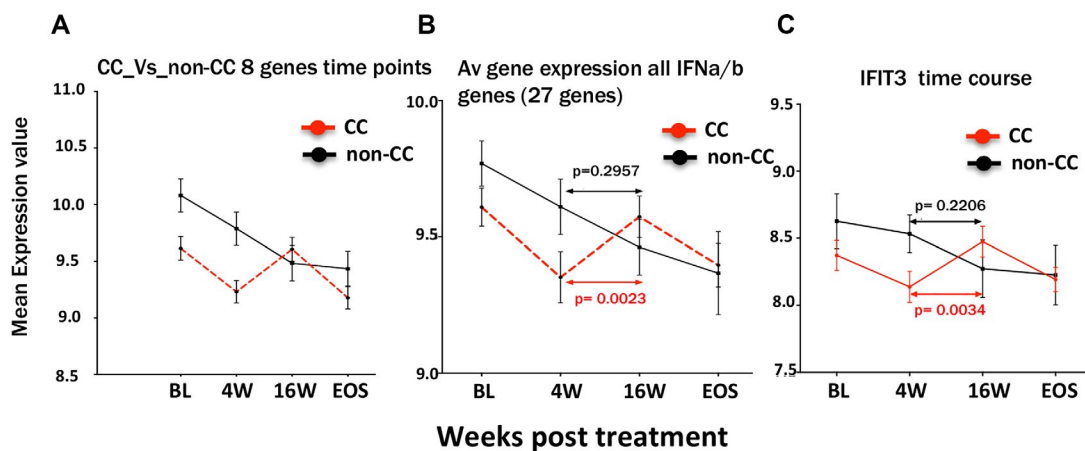 A
CC_Vs_non-CC 8 genes time points
11.0
10.5
10.0
9.5
9.0
8.5
CC
non-CC
BL
4W
16W
EOS
Mean Expression value
B
Av gene expression all IFNa/b
genes (27 genes)
10.0
9.5
9.0
CC
non-CC
p=0.2957
p= 0.0023
BL
4W
16W
EOS
C
IFIT3 time course
9.5
9.0
8.5
8.0
7.5
CC
non-CC
p= 0.2206
p= 0.0034
BL
4W
16W
EOS
Weeks post treatment